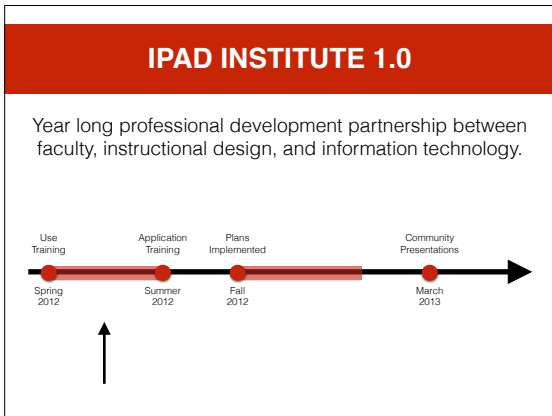 IPAD INSTITUTE 1.0
Year long professional development partnership between
faculty, instructional design, and information technology.
Use
Training
Application
Training
Plans
Implemented
Community
Presentations
Spring
2012
Summer
2012
Fall
2012
March
2013